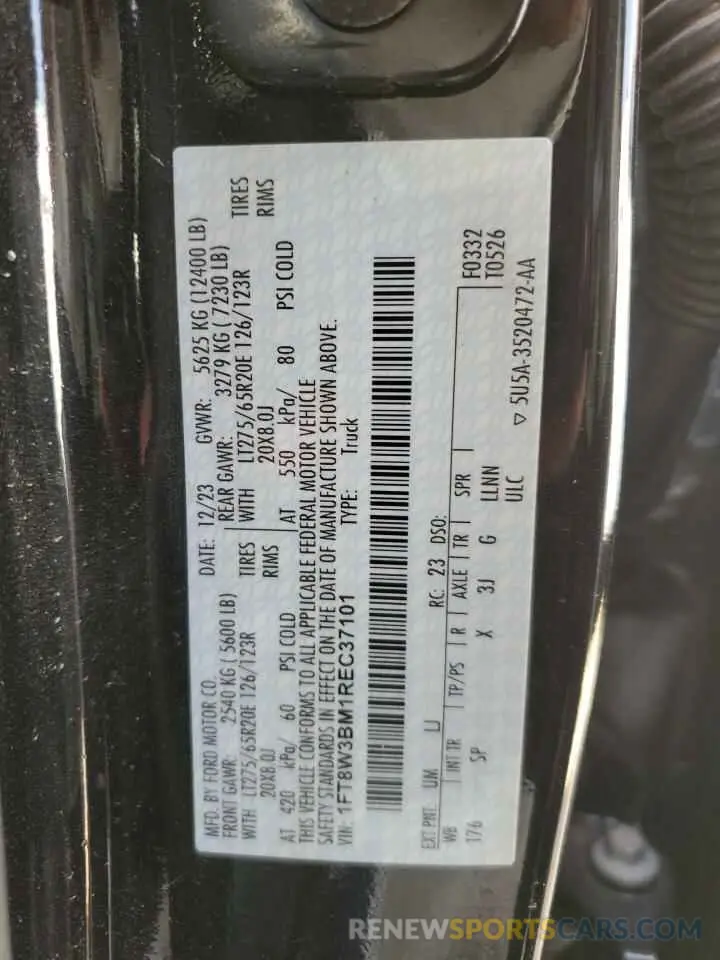 MFD. BY FORD MOTOR CO. DATE: 12/23 GVWR: 5625 KG (12400 LB)
FRONT GAWR: 2540 KG ( 5600 LB) REAR GAWR: 3279 KG ( 7230 LB)
WITH LT275/65R20E 126/123R TIRES WITH LT275/65R20E 126/123R TIRES
20X8.0J RIMS 20X8.0J RIMS
AT 420 kPa/ 60 PSI COLD AT 550 kPa/ 80 PSI COLD
THIS VEHICLE CONFORMS TO ALL APPLICABLE FEDERAL MOTOR VEHICLE
SAFETY STANDARDS IN EFFECT ON THE DATE OF MANUFACTURE SHOWN ABOVE.
VIN: 1FT8W3BM1REC37101 TYPE: Truck
EXT PNT: UM LJ RC: 23 DSO: F0332
WB INT TR TP/PS R AXLE TR SPR T0526
176 SP X 3J G LLNN
ULC ▽ 5U5A-3520472-AA
RENEWSPORTSCARS.COM